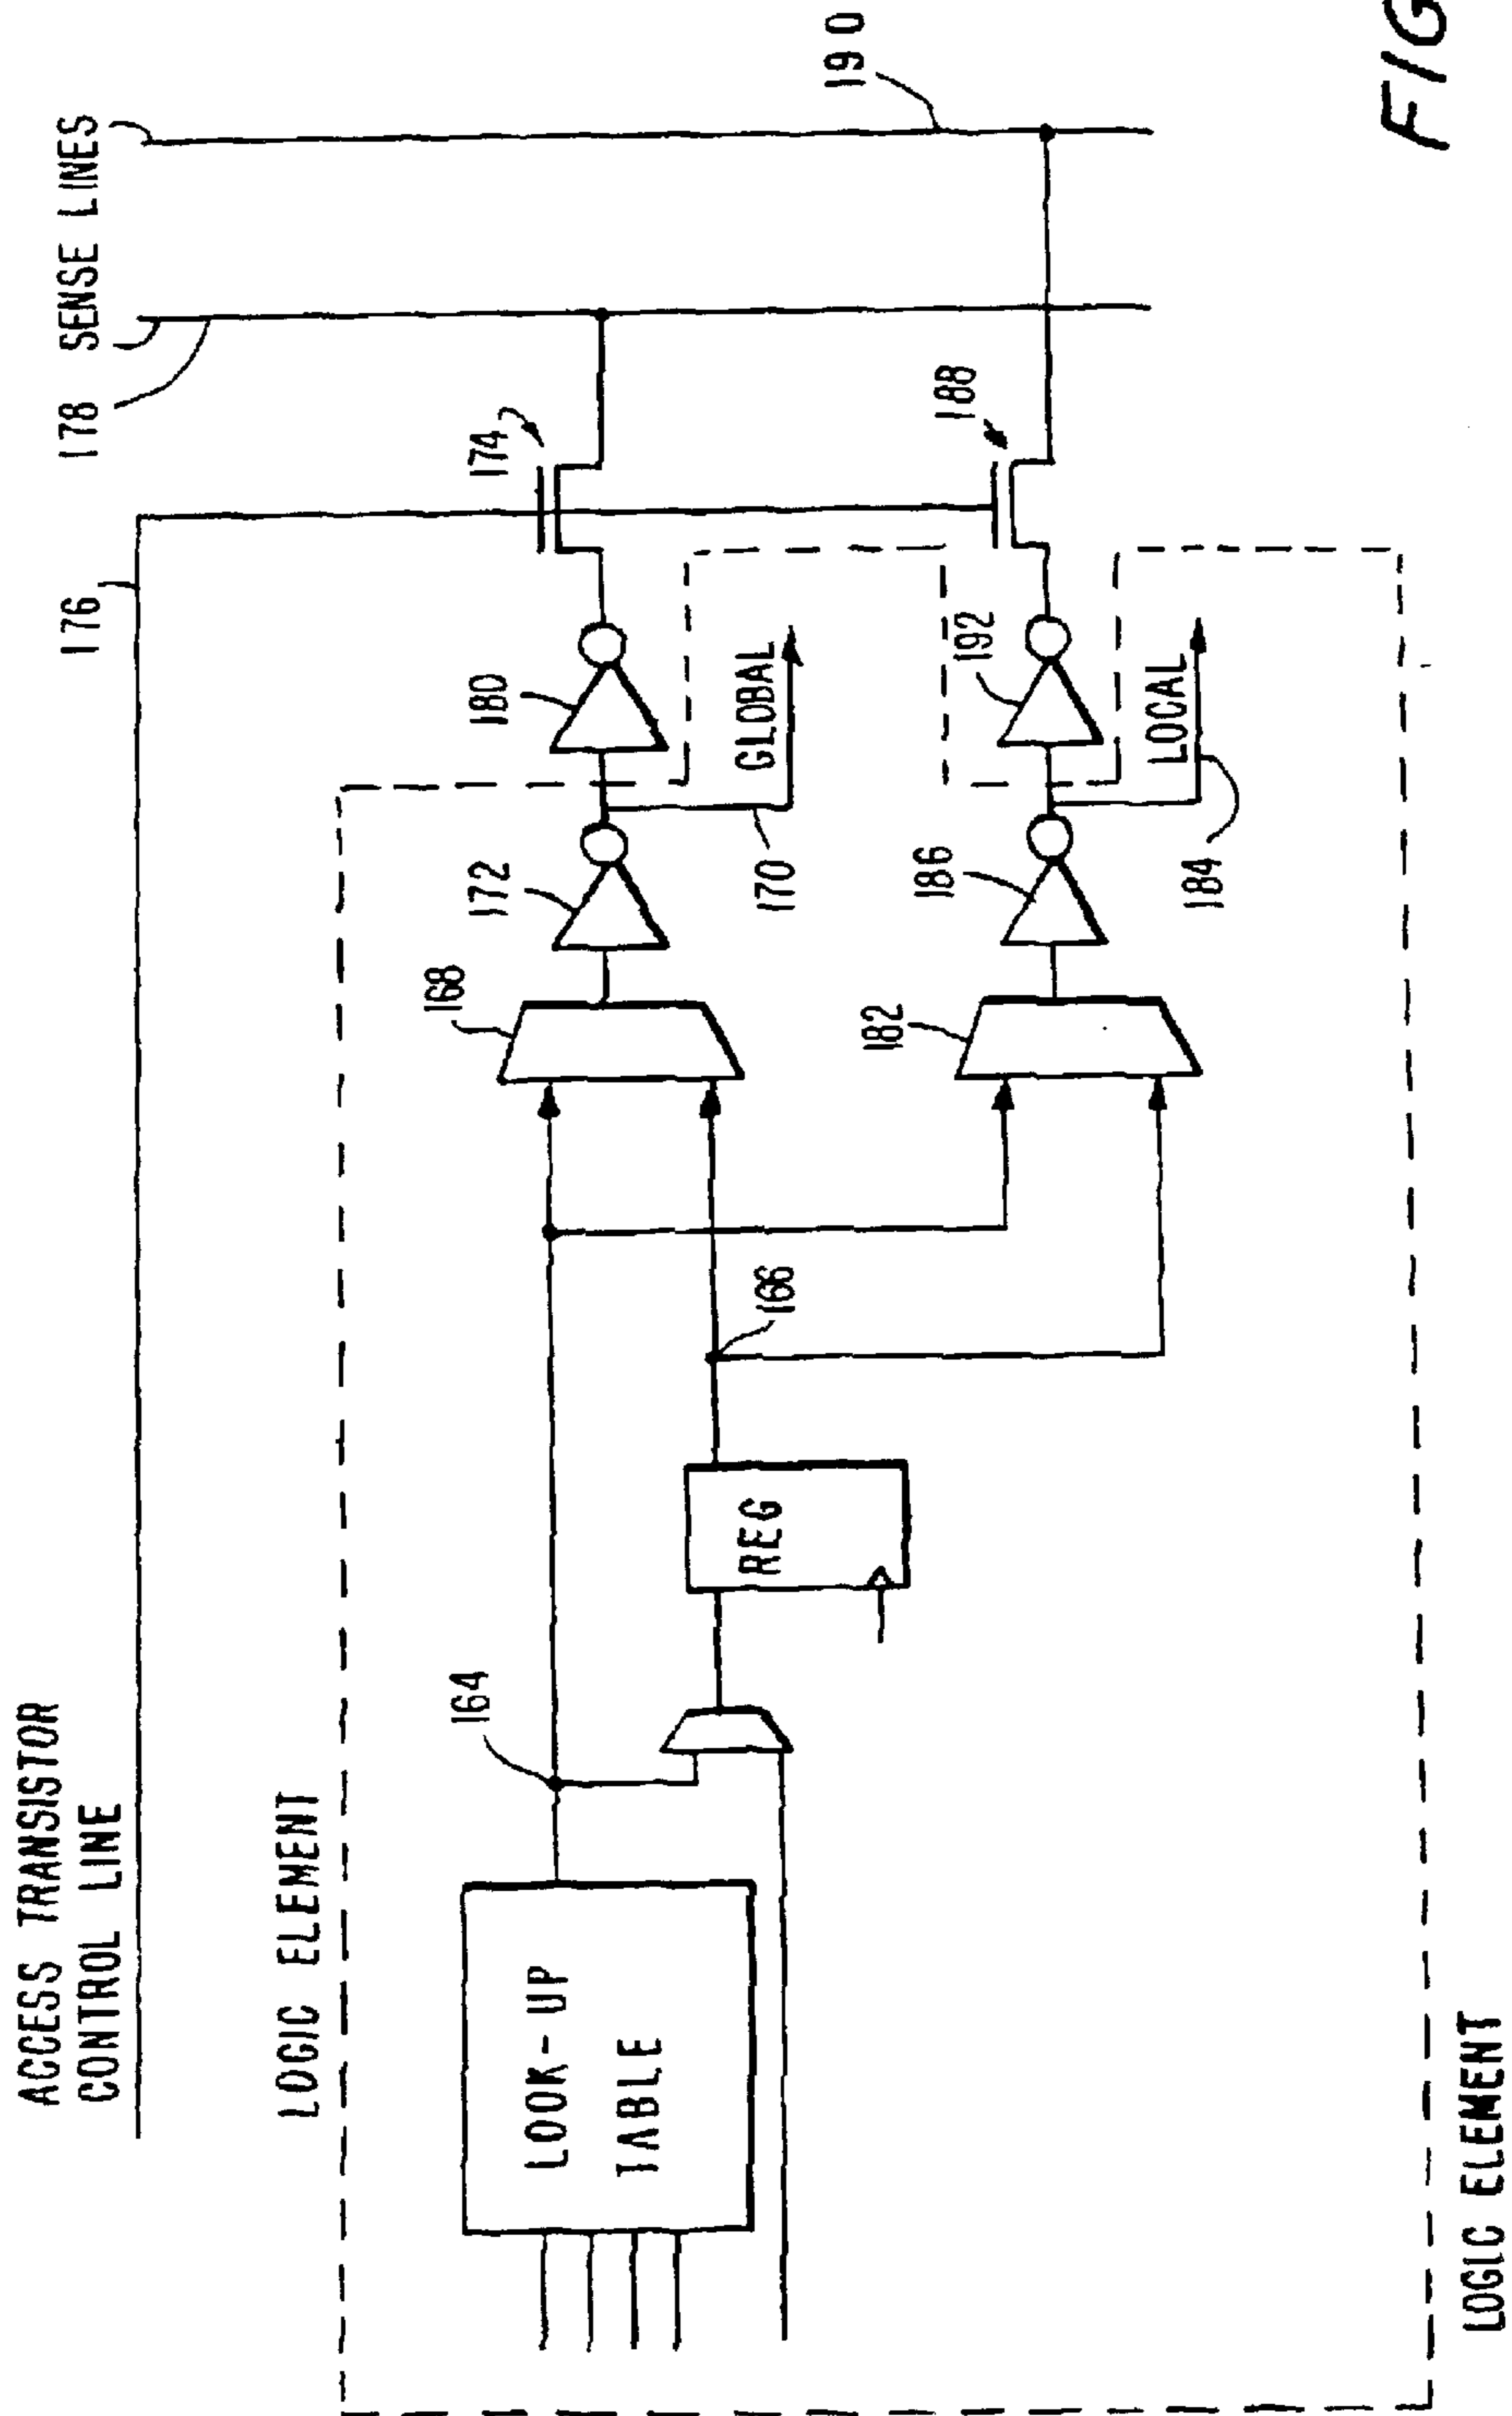 ACCESS TRANSISTOR
CONTROL LINE
176
178
SENSE LINES
LOGIC ELEMENT
164
168
172
180
174
LOOK-UP
TABLE
REG
166
170
GLOBAL
182
186
192
188
190
184
LOCAL
LOGIC ELEMENT
FIG